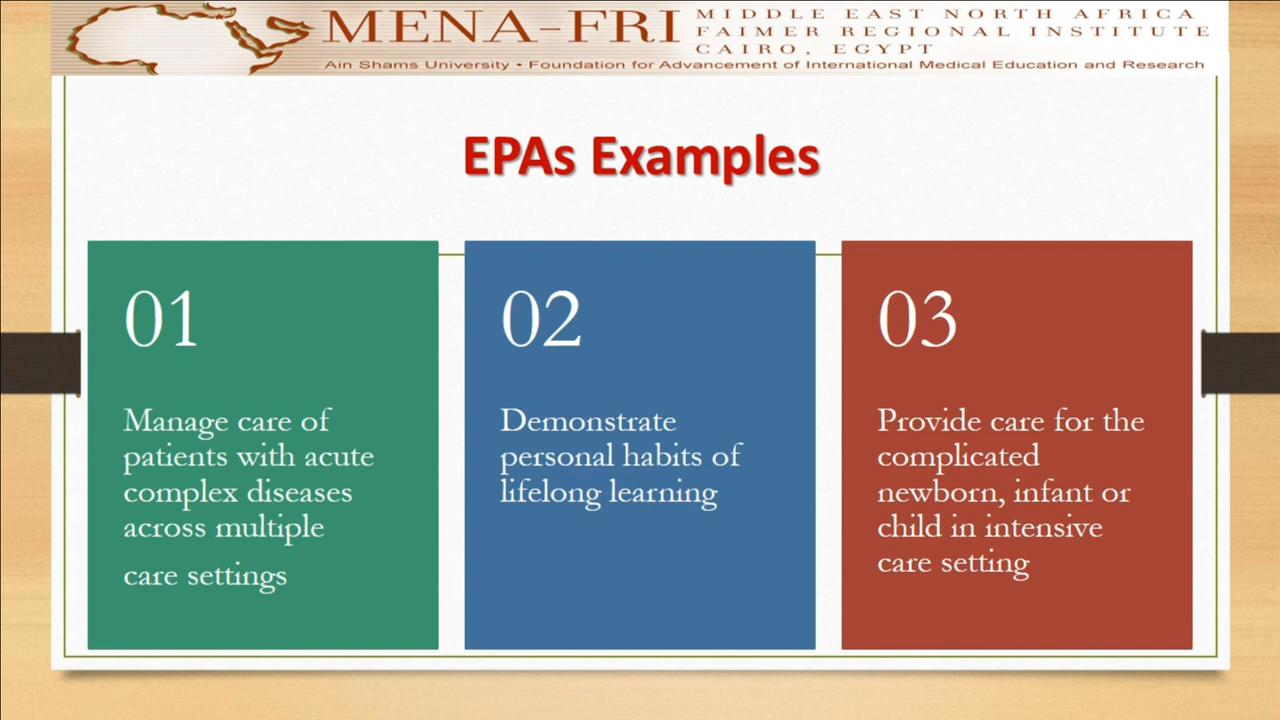 MENA-FRI
MIDDLE EAST NORTH AFRICA
FAIMER REGIONAL INSTITUTE
CAIRO, EGYPT
Ain Shams University • Foundation for Advancement of International Medical Education and Research
EPAs Examples
01
Manage care of
patients with acute
complex diseases
across multiple
care settings
02
Demonstrate
personal habits of
lifelong learning
03
Provide care for the
complicated
newborn, infant or
child in intensive
care setting